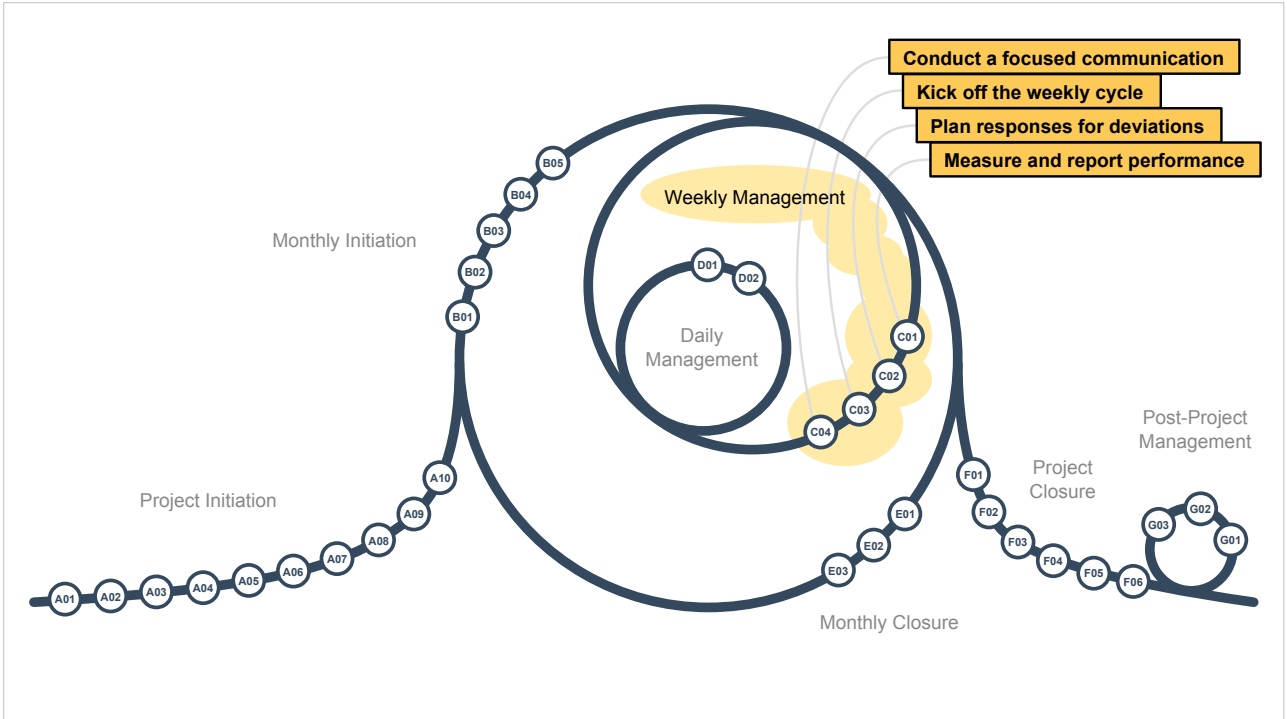 Conduct a focused communication
Kick off the weekly cycle
Plan responses for deviations
Measure and report performance
Weekly Management
Monthly Initiation
Daily
Management
Project Initiation
Monthly Closure
Project
Closure
Post-Project
Management
A01
A02
A03
A04
A05
A06
A07
A08
A09
A10
B01
B02
B03
B04
B05
C01
C02
C03
C04
D01
D02
E01
E02
E03
F01
F02
F03
F04
F05
F06
G01
G02
G03